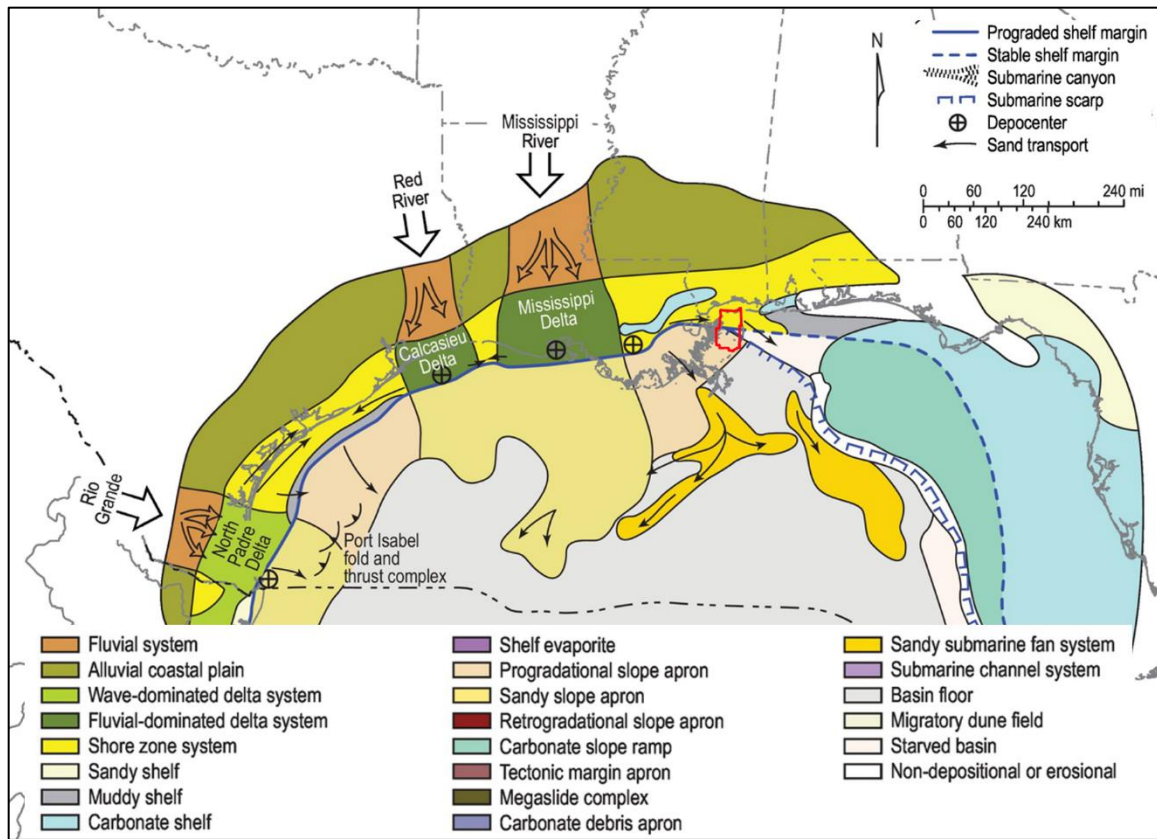 Prograded shelf margin
Stable shelf margin
Submarine canyon
Submarine scarp
Depocenter
Sand transport
N
0 60 120 240 mi
0 60 120 240 km
Mississippi
River
Red
River
Mississippi
Delta
Calcasieu
Delta
Rio
Grande
North
Padre
Delta
Port Isabel
fold and
thrust complex
Fluvial system
Alluvial coastal plain
Wave-dominated delta system
Fluvial-dominated delta system
Shore zone system
Sandy shelf
Muddy shelf
Carbonate shelf
Shelf evaporite
Progradational slope apron
Sandy slope apron
Retrogradational slope apron
Carbonate slope ramp
Tectonic margin apron
Megaslide complex
Carbonate debris apron
Sandy submarine fan system
Submarine channel system
Basin floor
Migratory dune field
Starved basin
Non-depositional or erosional